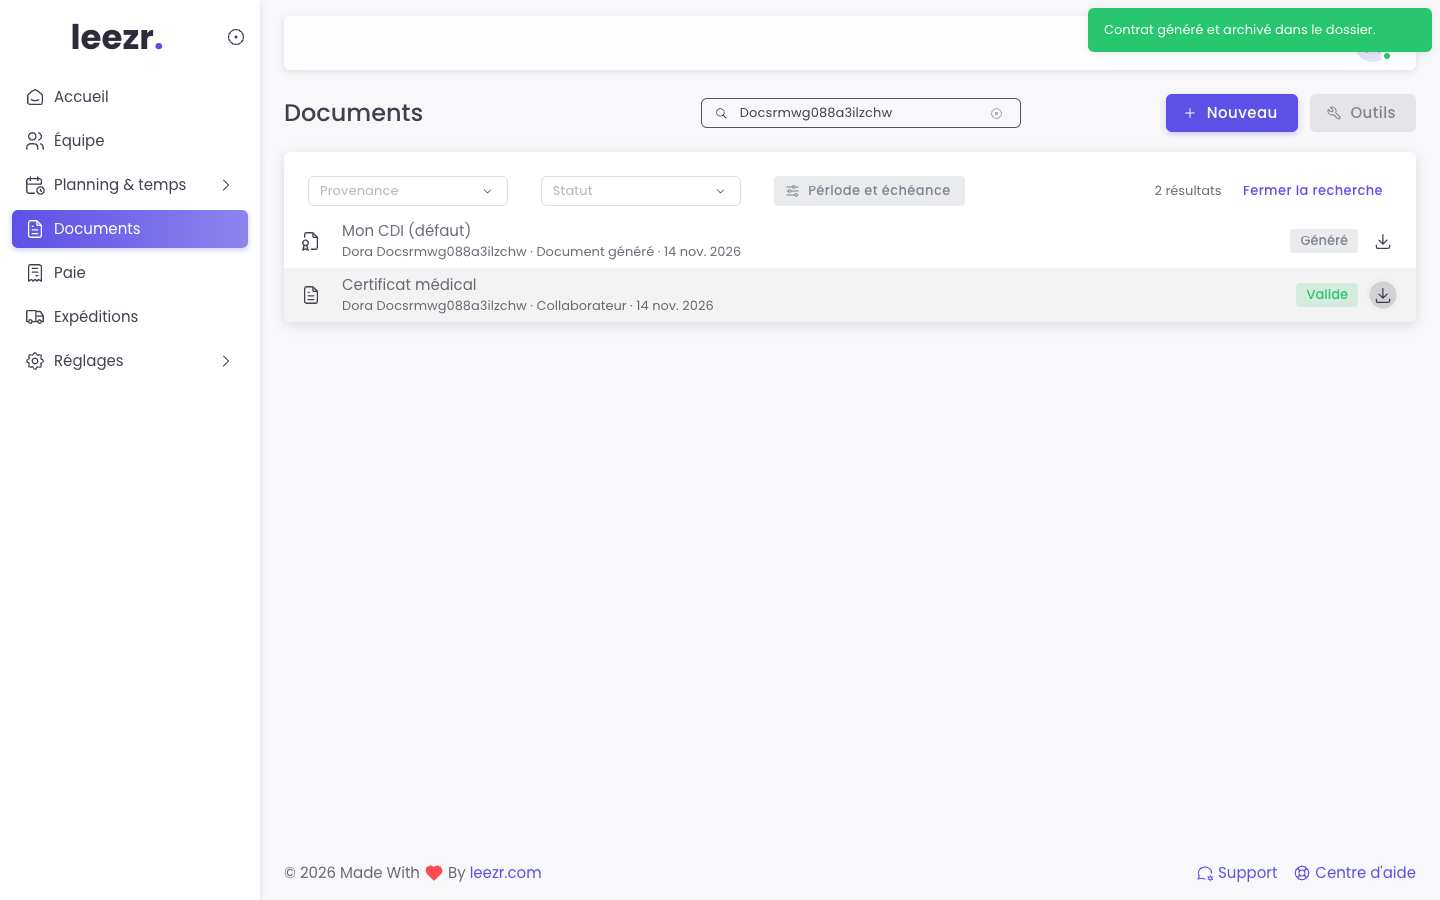 leezr.
Contrat généré et archivé dans le dossier.
Accueil
Équipe
Planning & temps
Documents
Paie
Expéditions
Réglages
Documents
Docsrmwg088a3ilzchw
Nouveau
Outils
Provenance
Statut
Période et échéance
2 résultats
Fermer la recherche
Mon CDI (défaut)
Dora Docsrmwg088a3ilzchw · Document généré · 14 nov. 2026
Généré
Certificat médical
Dora Docsrmwg088a3ilzchw · Collaborateur · 14 nov. 2026
Valide
© 2026 Made With By leezr.com
Support
Centre d'aide